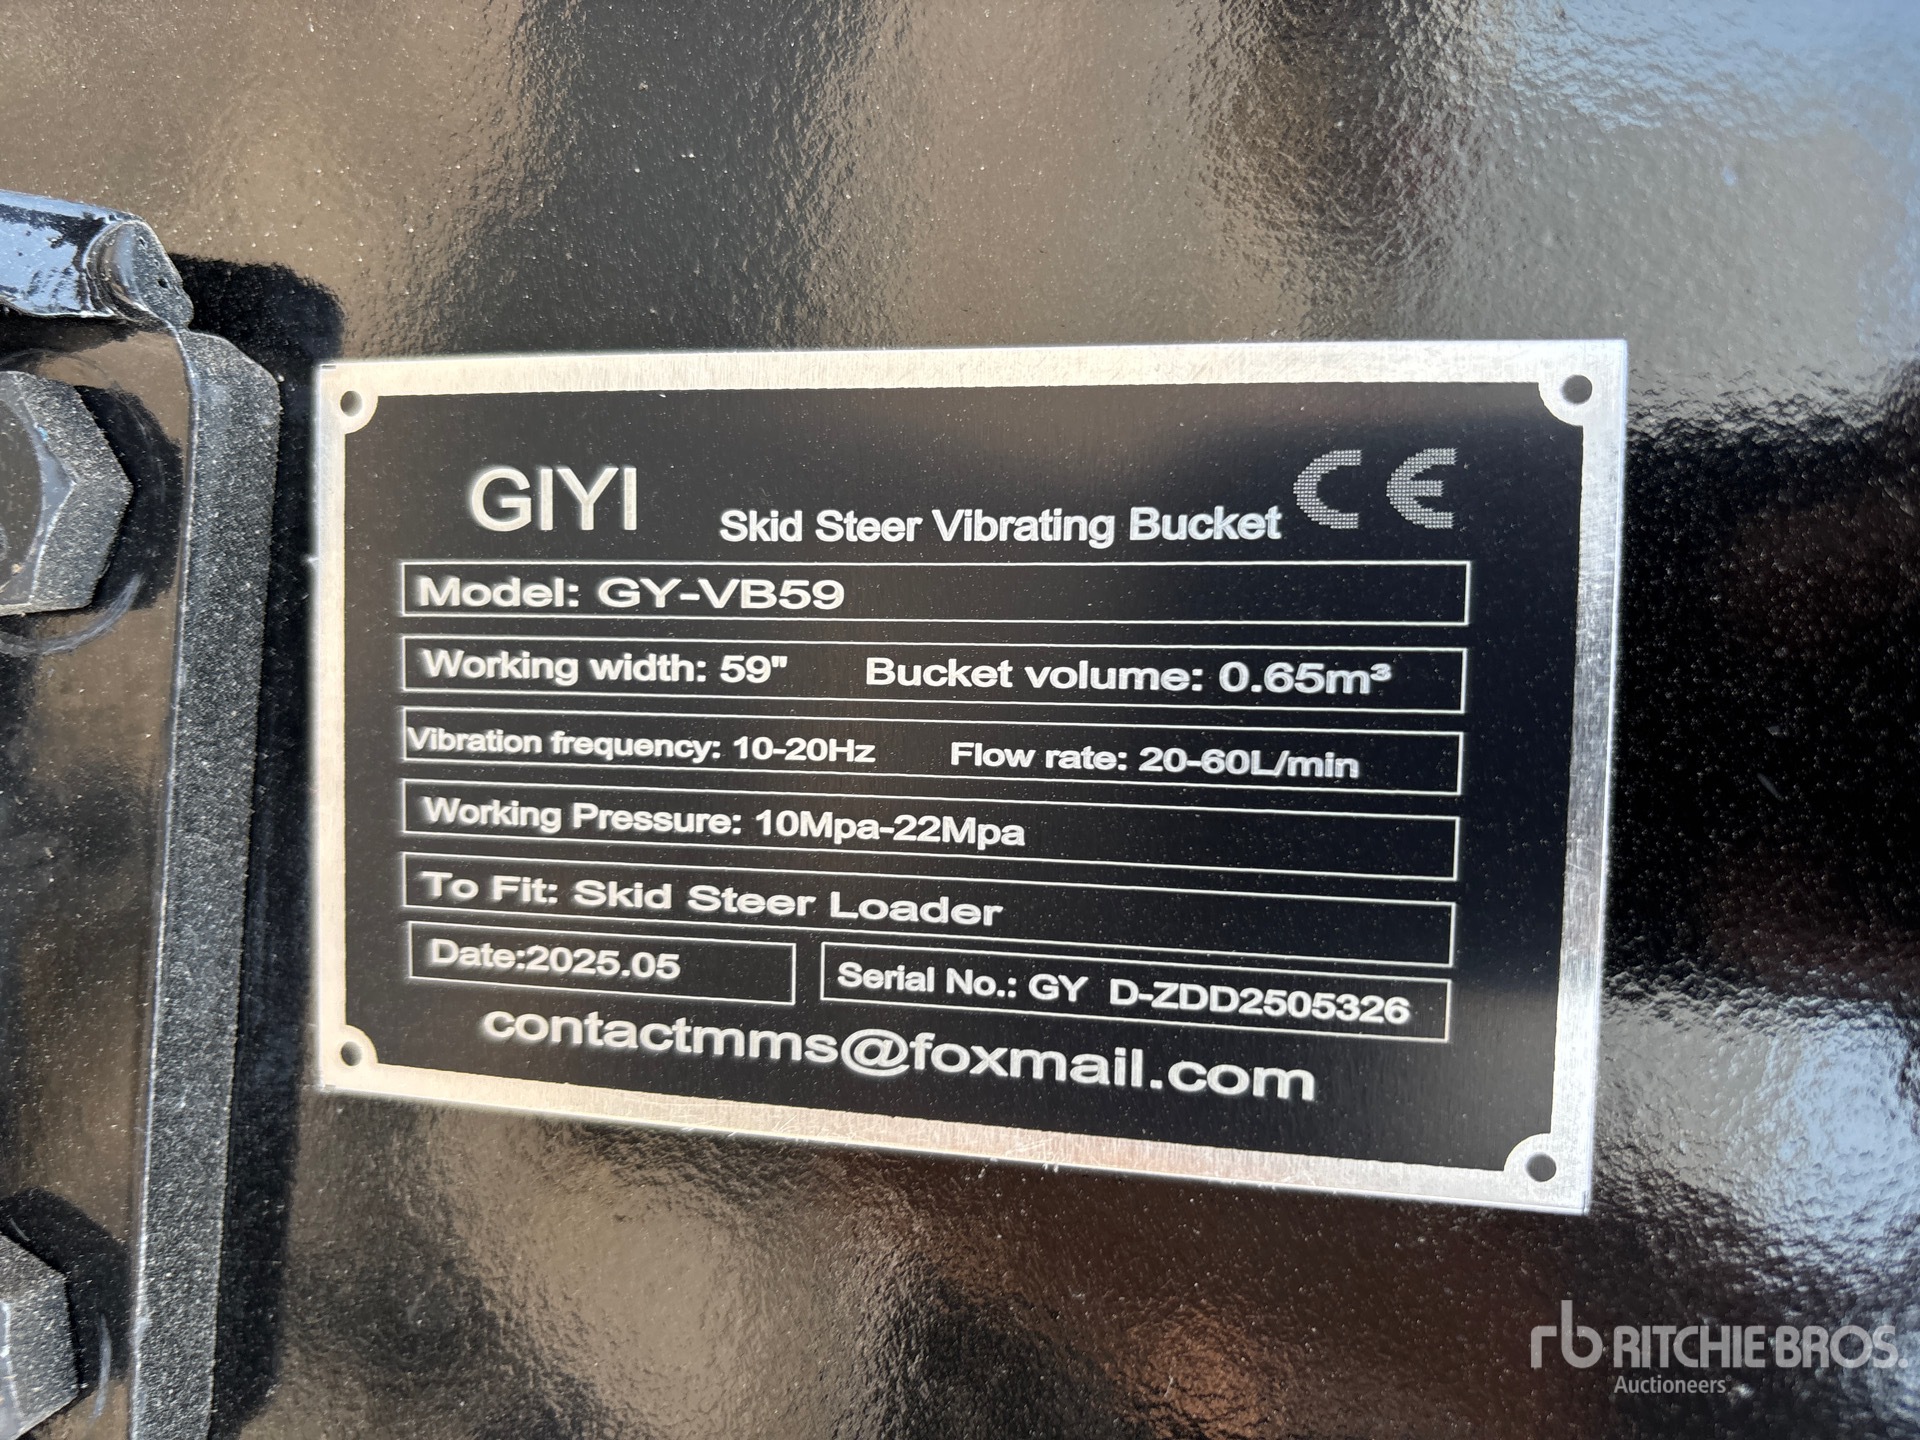 GIYI
Skid Steer Vibrating Bucket CE
Model: GY-VB59
Working width: 59" Bucket volume: 0.65m³
Vibration frequency: 10-20Hz Flow rate: 20-60L/min
Working Pressure: 10Mpa-22Mpa
To Fit: Skid Steer Loader
Date:2025.05 Serial No.: GY D-ZDD2505326
contactmms@foxmail.com
rb RITCHIE BROS.
Auctioneers